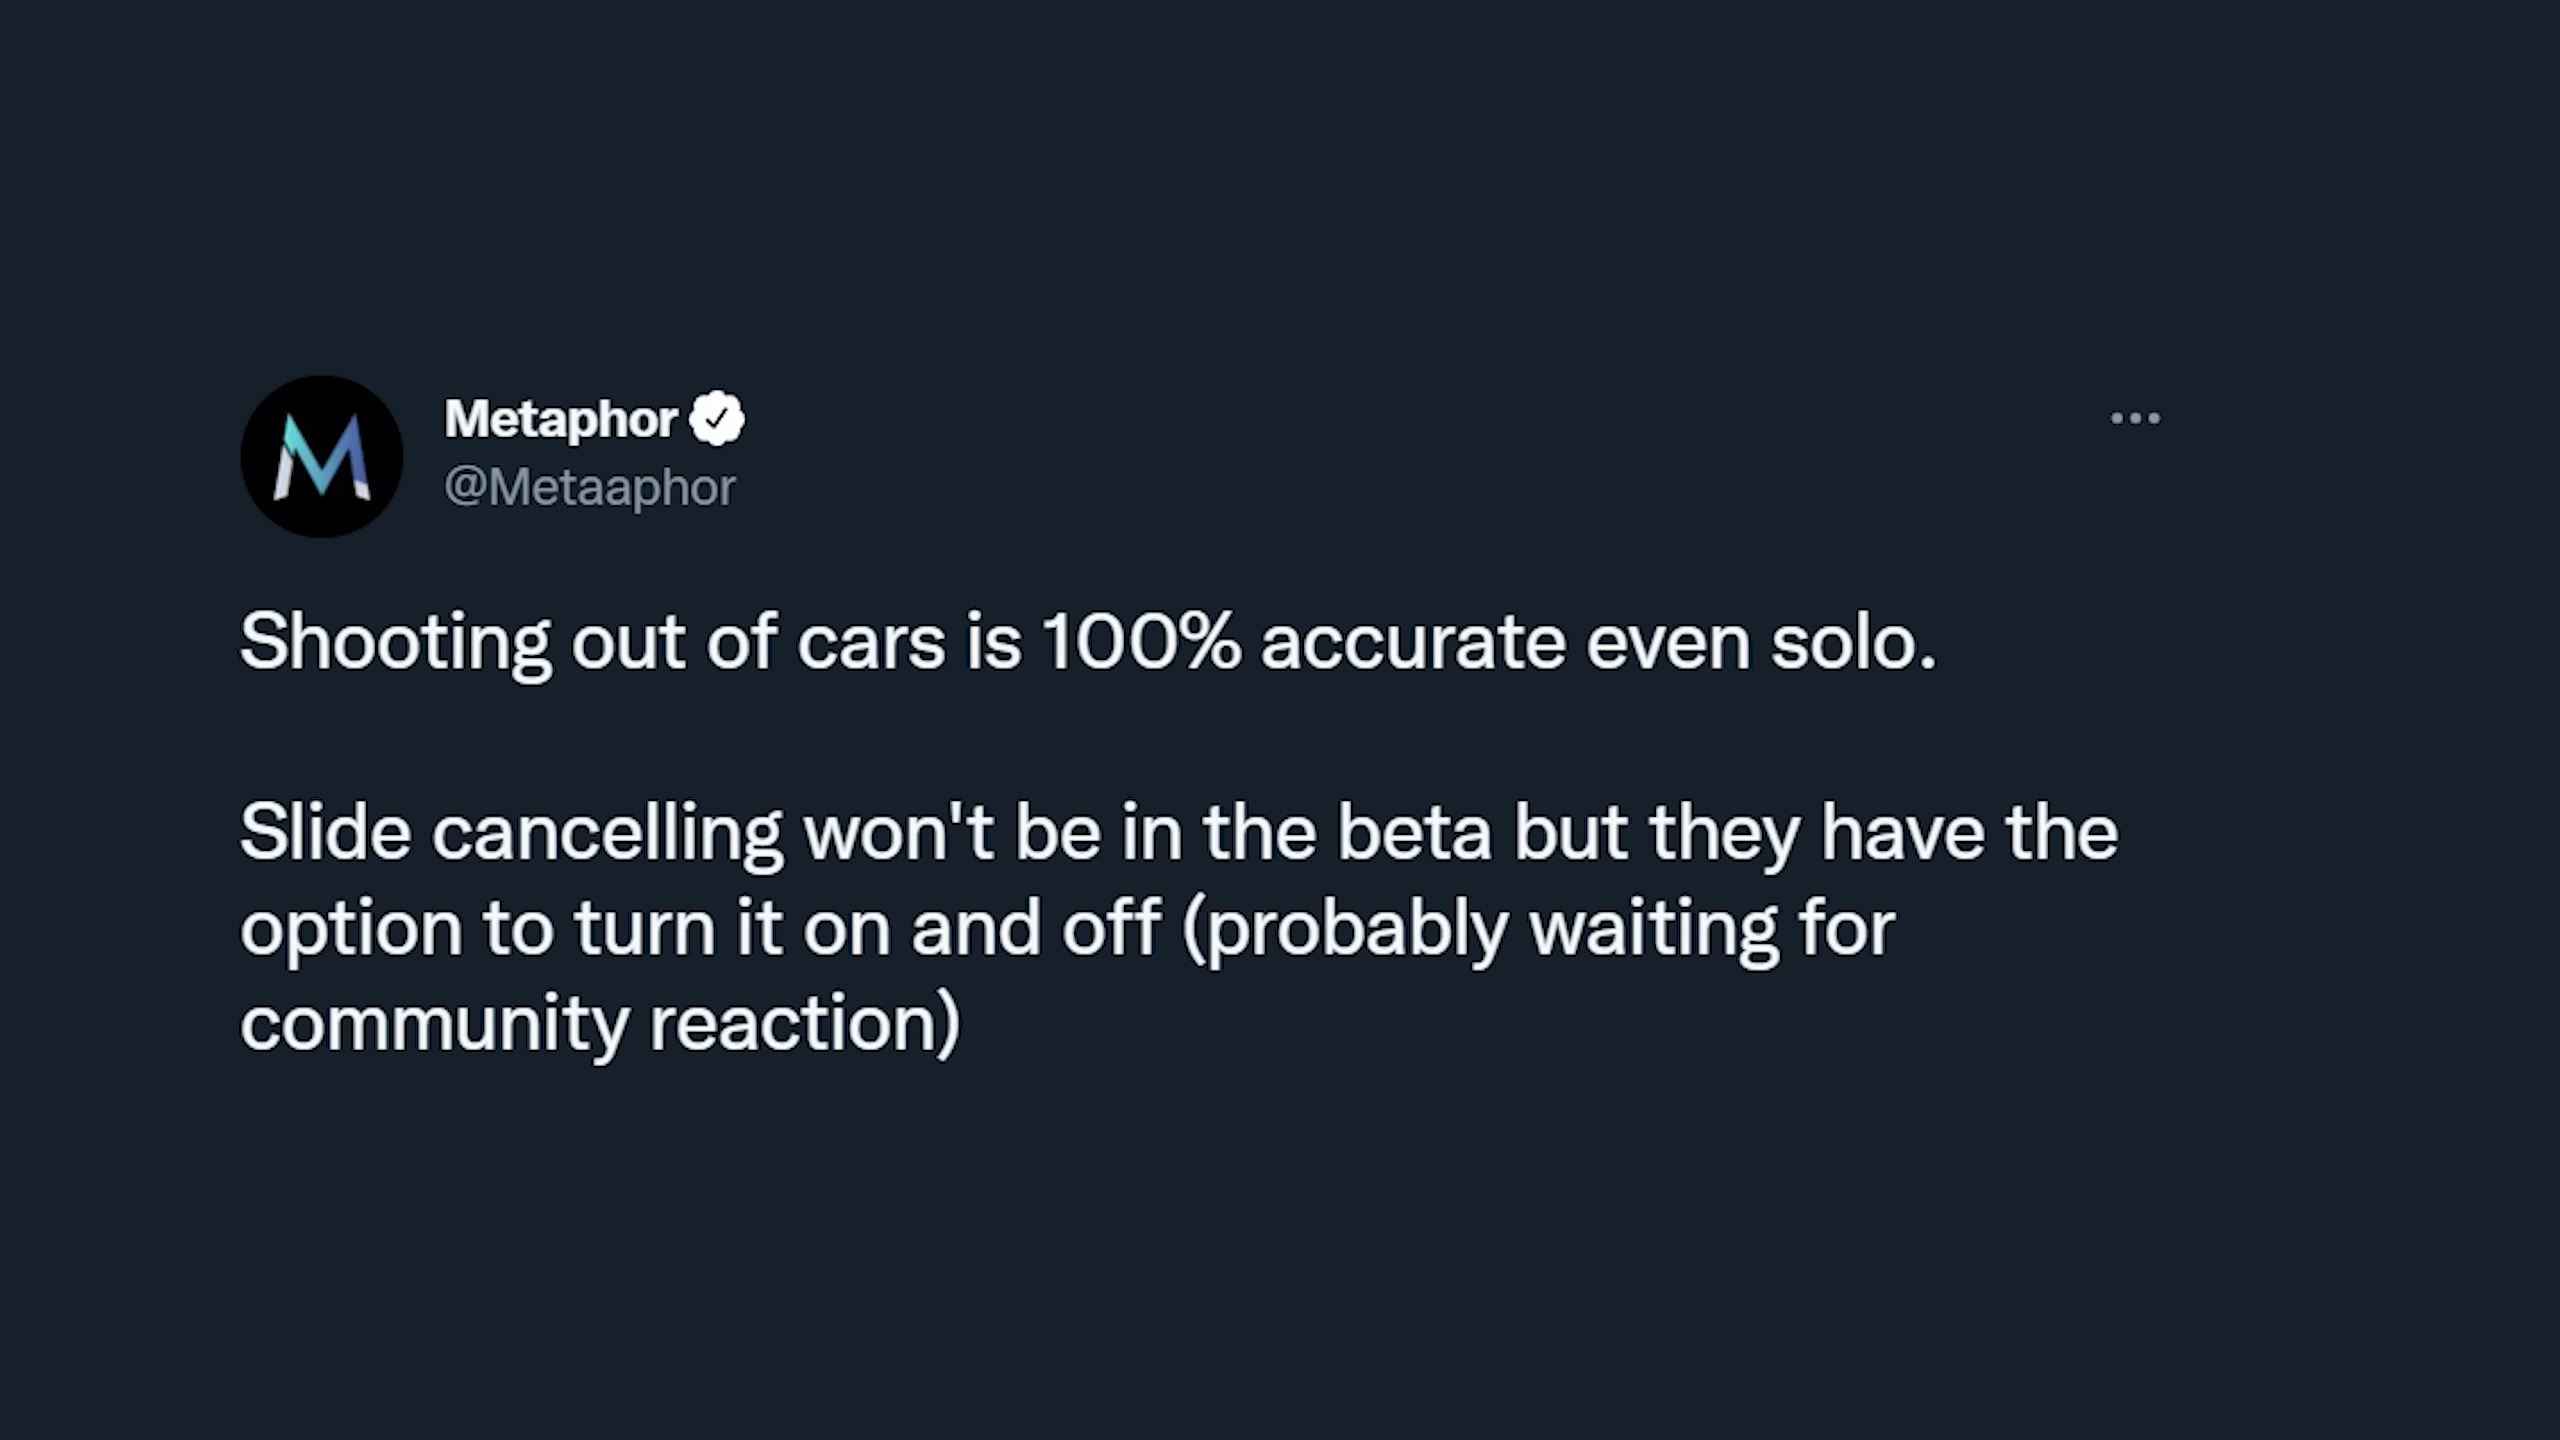 Metaphor
@Metaaphor
Shooting out of cars is 100% accurate even solo.
Slide cancelling won't be in the beta but they have the
option to turn it on and off (probably waiting for
community reaction)